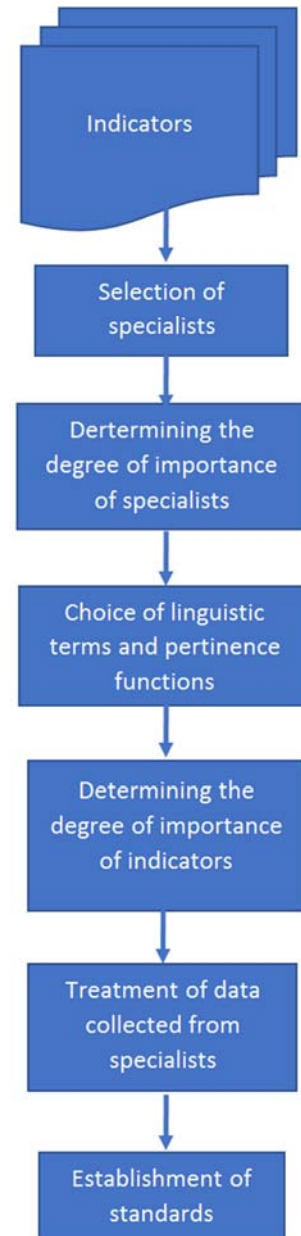 Indicators
Selection of
specialists
Dertermining the
degree of importance
of specialists
Choice of linguistic
terms and pertinence
functions
Determining the
degree of importance
of indicators
Treatment of data
collected from
specialists
Establishment of
standards